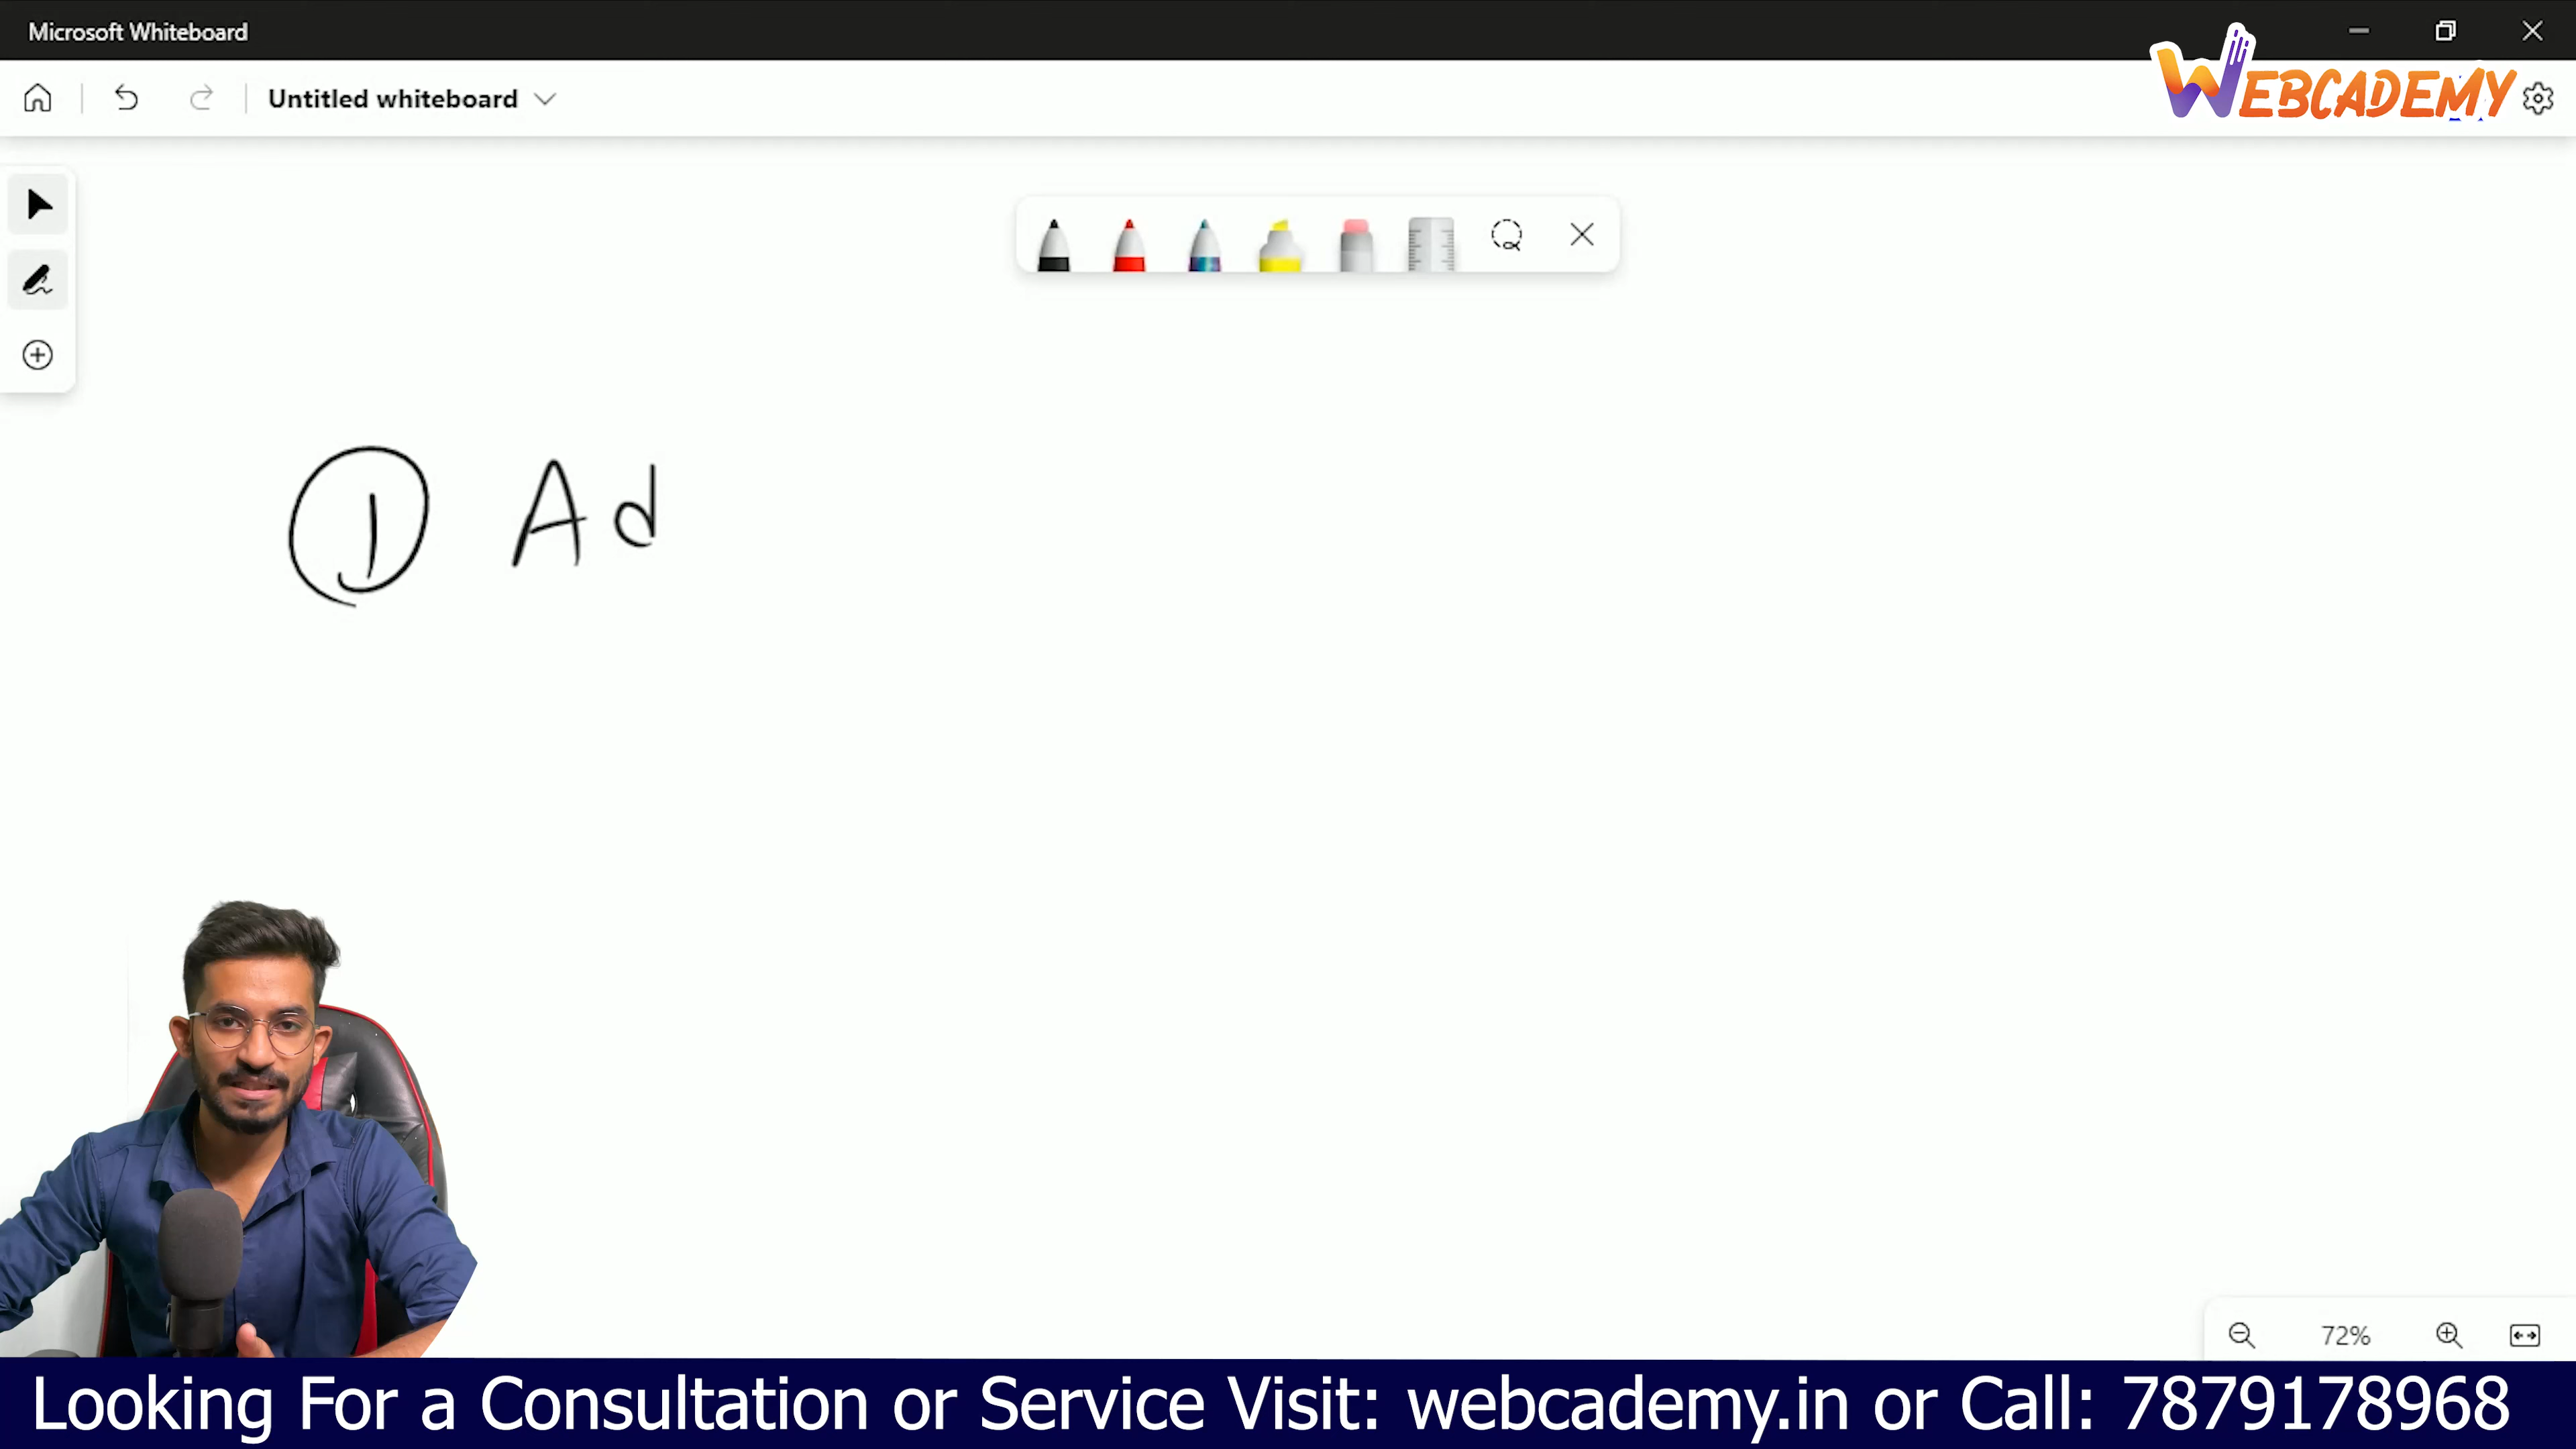 Microsoft Whiteboard
Untitled whiteboard
WEBCADEMY
① Ad
72%
Looking For a Consultation or Service Visit: webcademy.in or Call: 7879178968